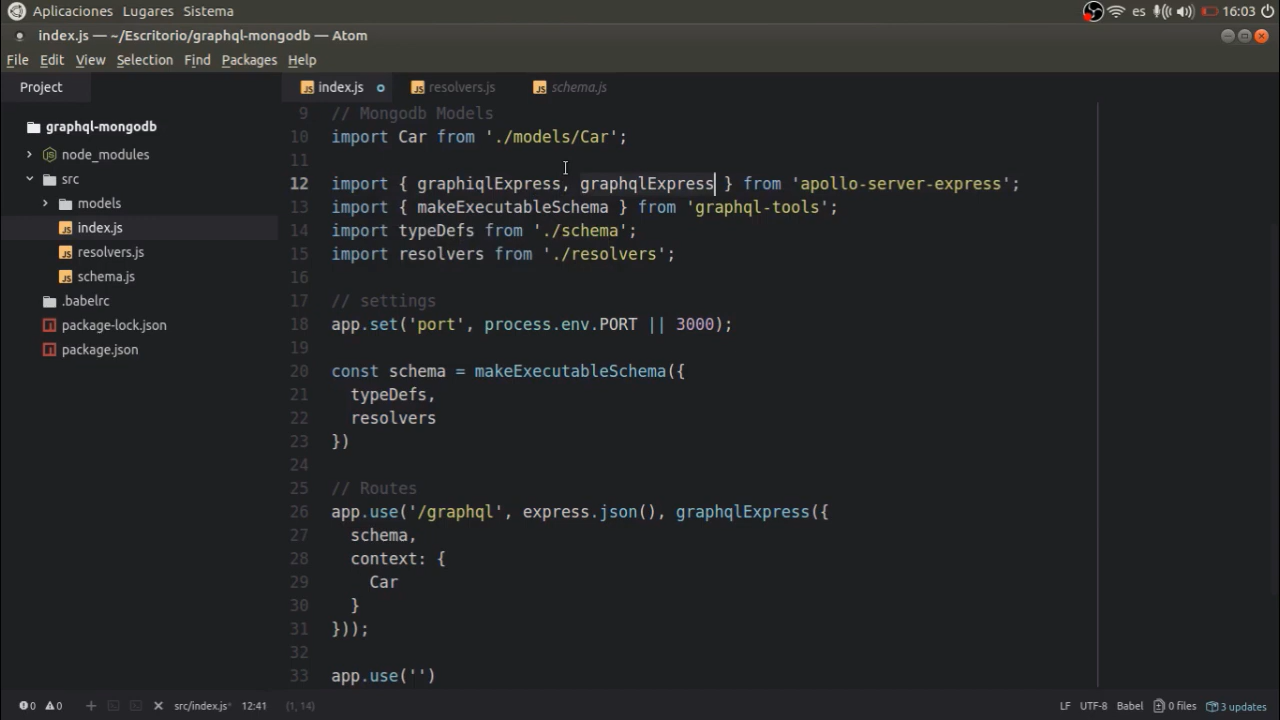 Aplicaciones Lugares Sistema es 16:03
index.js — ~/Escritorio/graphql-mongodb — Atom
File Edit View Selection Find Packages Help
Project index.js resolvers.js schema.js
graphql-mongodb
node_modules
src
models
index.js
resolvers.js
schema.js
.babelrc
package-lock.json
package.json
9 // Mongodb Models
10 import Car from './models/Car';
11
12 import { graphiqlExpress, graphqlExpress } from 'apollo-server-express';
13 import { makeExecutableSchema } from 'graphql-tools';
14 import typeDefs from './schema';
15 import resolvers from './resolvers';
16
17 // settings
18 app.set('port', process.env.PORT || 3000);
19
20 const schema = makeExecutableSchema({
21 typeDefs,
22 resolvers
23 })
24
25 // Routes
26 app.use('/graphql', express.json(), graphqlExpress({
27 schema,
28 context: {
29 Car
30 }
31 }));
32
33 app.use('')
0 0 src/index.js* 12:41 (1, 14) LF UTF-8 Babel 0 files 3 updates